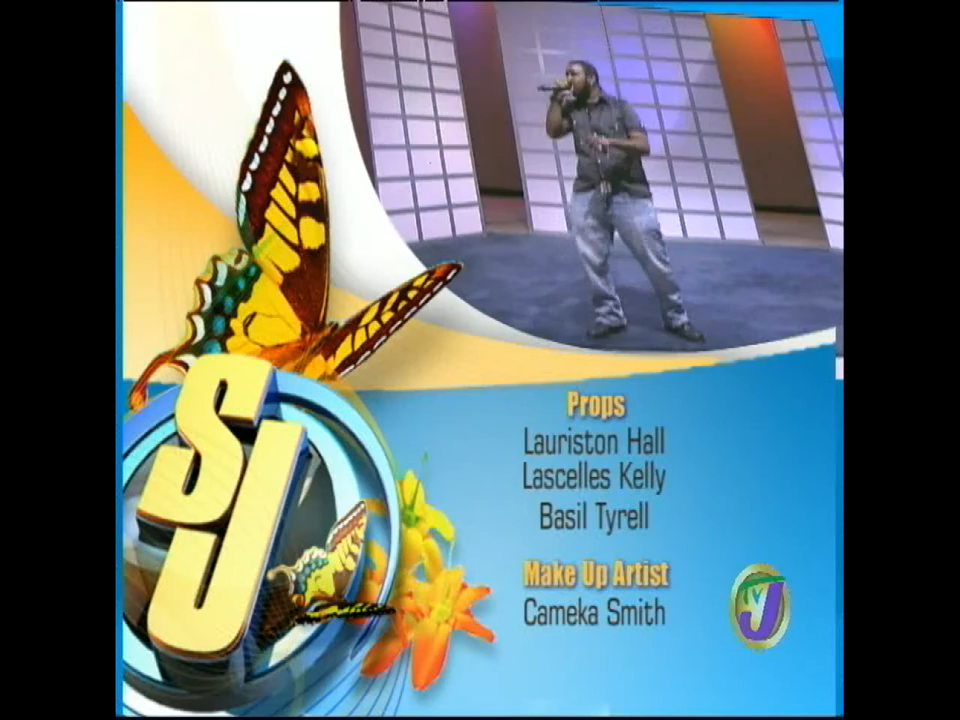 SJ
Props
Lauriston Hall
Lascelles Kelly
Basil Tyrell
Make Up Artist
Cameka Smith
TVJ